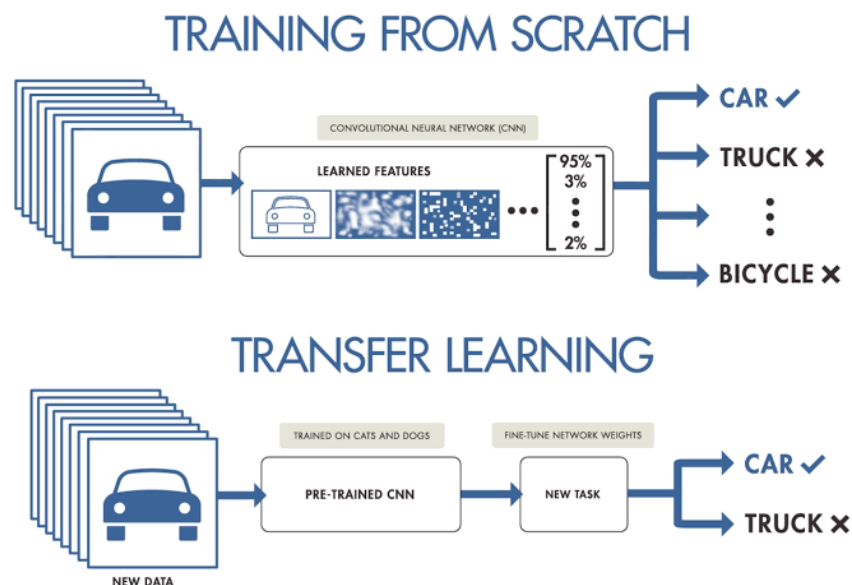 TRAINING FROM SCRATCH
CONVOLUTIONAL NEURAL NETWORK (CNN)
LEARNED FEATURES
95%
3%
2%
CAR ✓
TRUCK ✗
BICYCLE ✗
TRANSFER LEARNING
TRAINED ON CATS AND DOGS
FINE-TUNE NETWORK WEIGHTS
PRE-TRAINED CNN
NEW TASK
CAR ✓
TRUCK ✗
NEW DATA